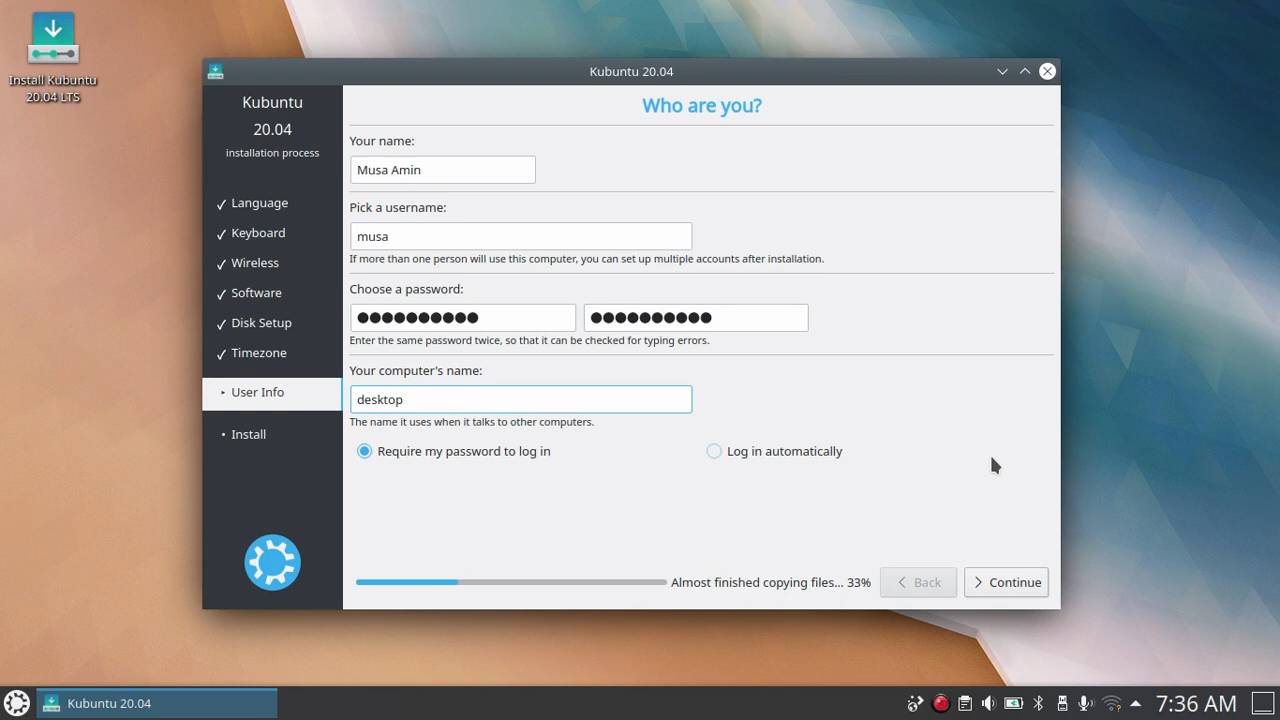 Install Kubuntu
20.04 LTS
Kubuntu 20.04
Kubuntu
20.04
installation process
Language
Keyboard
Wireless
Software
Disk Setup
Timezone
User Info
Install
Who are you?
Your name:
Musa Amin
Pick a username:
musa
If more than one person will use this computer, you can set up multiple accounts after installation.
Choose a password:
●●●●●●●●●● ●●●●●●●●●●
Enter the same password twice, so that it can be checked for typing errors.
Your computer's name:
desktop
The name it uses when it talks to other computers.
Require my password to log in Log in automatically
Almost finished copying files... 33% Back Continue
Kubuntu 20.04 7:36 AM